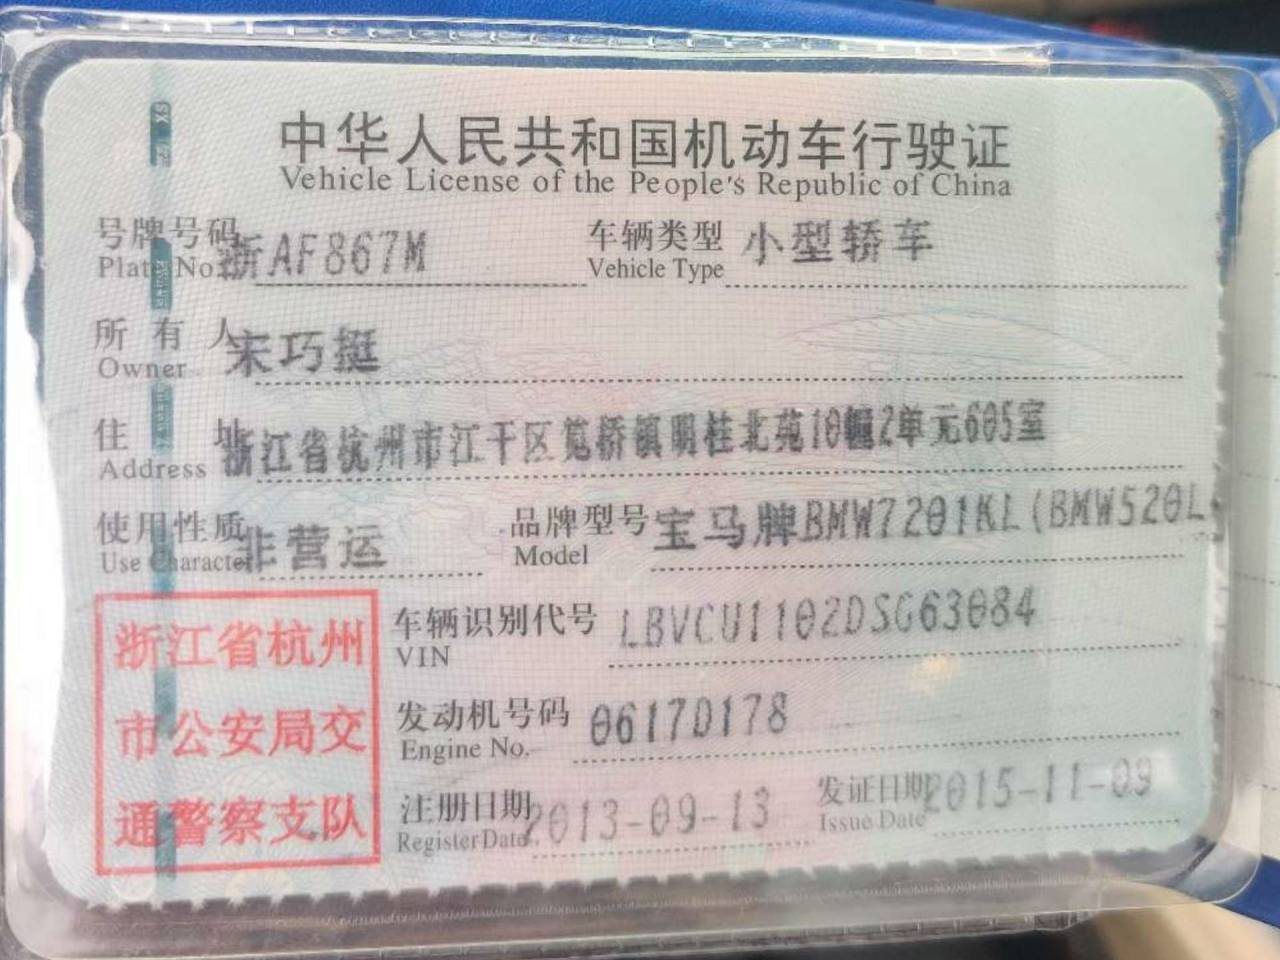 中华人民共和国机动车行驶证
Vehicle License of the People's Republic of China
号牌号码 浙AF867M 车辆类型 小型轿车
Plate No. Vehicle Type
所有人 宋巧挺
Owner
住址 浙江省杭州市江干区笕桥镇明桂北苑10幢2单元605室
Address
使用性质 非营运 品牌型号 宝马牌BMW7201KL(BMW520L
Use Character Model
浙江省杭州
市公安局交
通警察支队
车辆识别代号 LBVCU1102DSG63084
VIN
发动机号码 0617D178
Engine No.
注册日期 2013-09-13 发证日期 2015-11-09
Register Date Issue Date